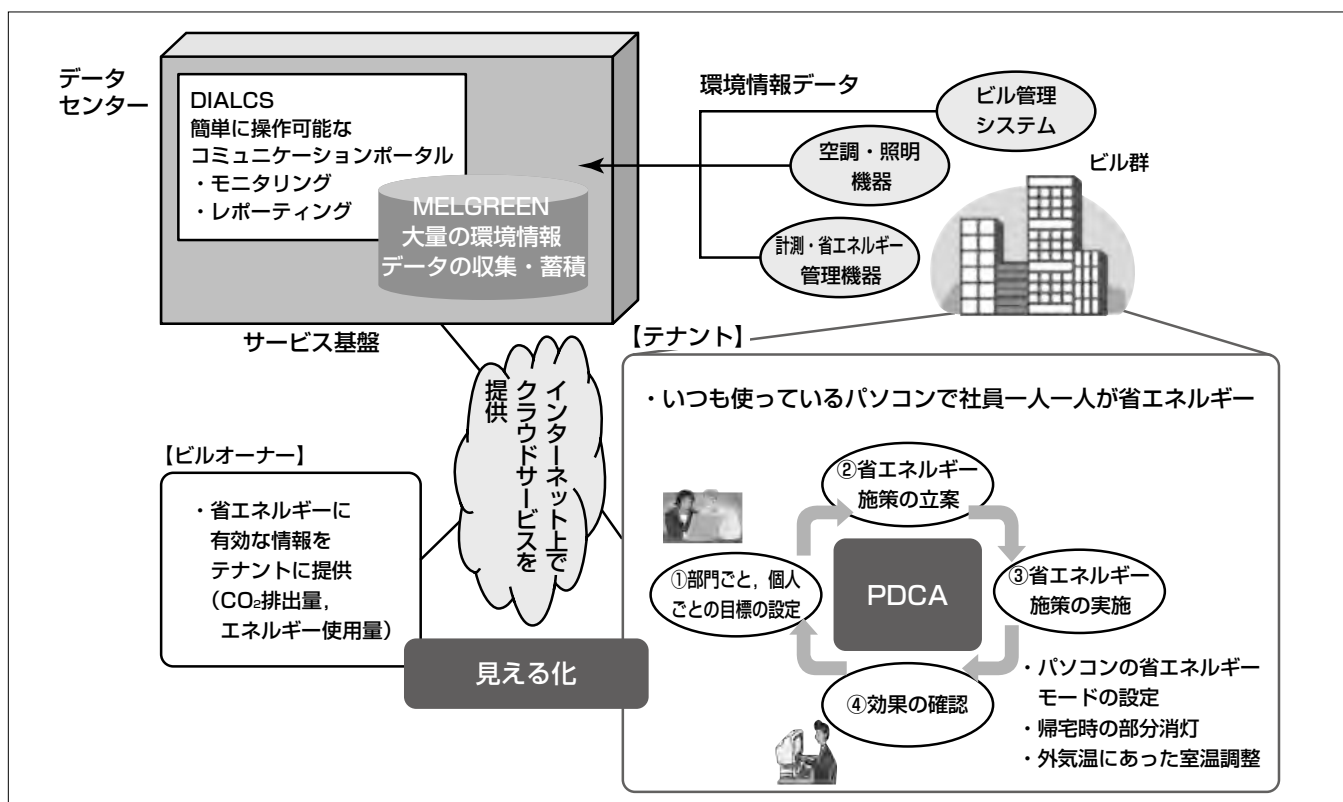 データ
センター
DIALCS
簡単に操作可能な
コミュニケーションポータル
・モニタリング
・レポーティング
MELGREEN
大量の環境情報
データの収集・蓄積
サービス基盤
環境情報データ
ビル管理
システム
空調・照明
機器
計測・省エネルギー
管理機器
ビル群
インターネット上で
クラウドサービスを
提供
【ビルオーナー】
・省エネルギーに
有効な情報を
テナントに提供
（CO₂排出量，
エネルギー使用量）
見える化
【テナント】
・いつも使っているパソコンで社員一人一人が省エネルギー
②省エネルギー
施策の立案
①部門ごと，個人
ごとの目標の設定
PDCA
③省エネルギー
施策の実施
④効果の確認
・パソコンの省エネルギー
モードの設定
・帰宅時の部分消灯
・外気温にあった室温調整